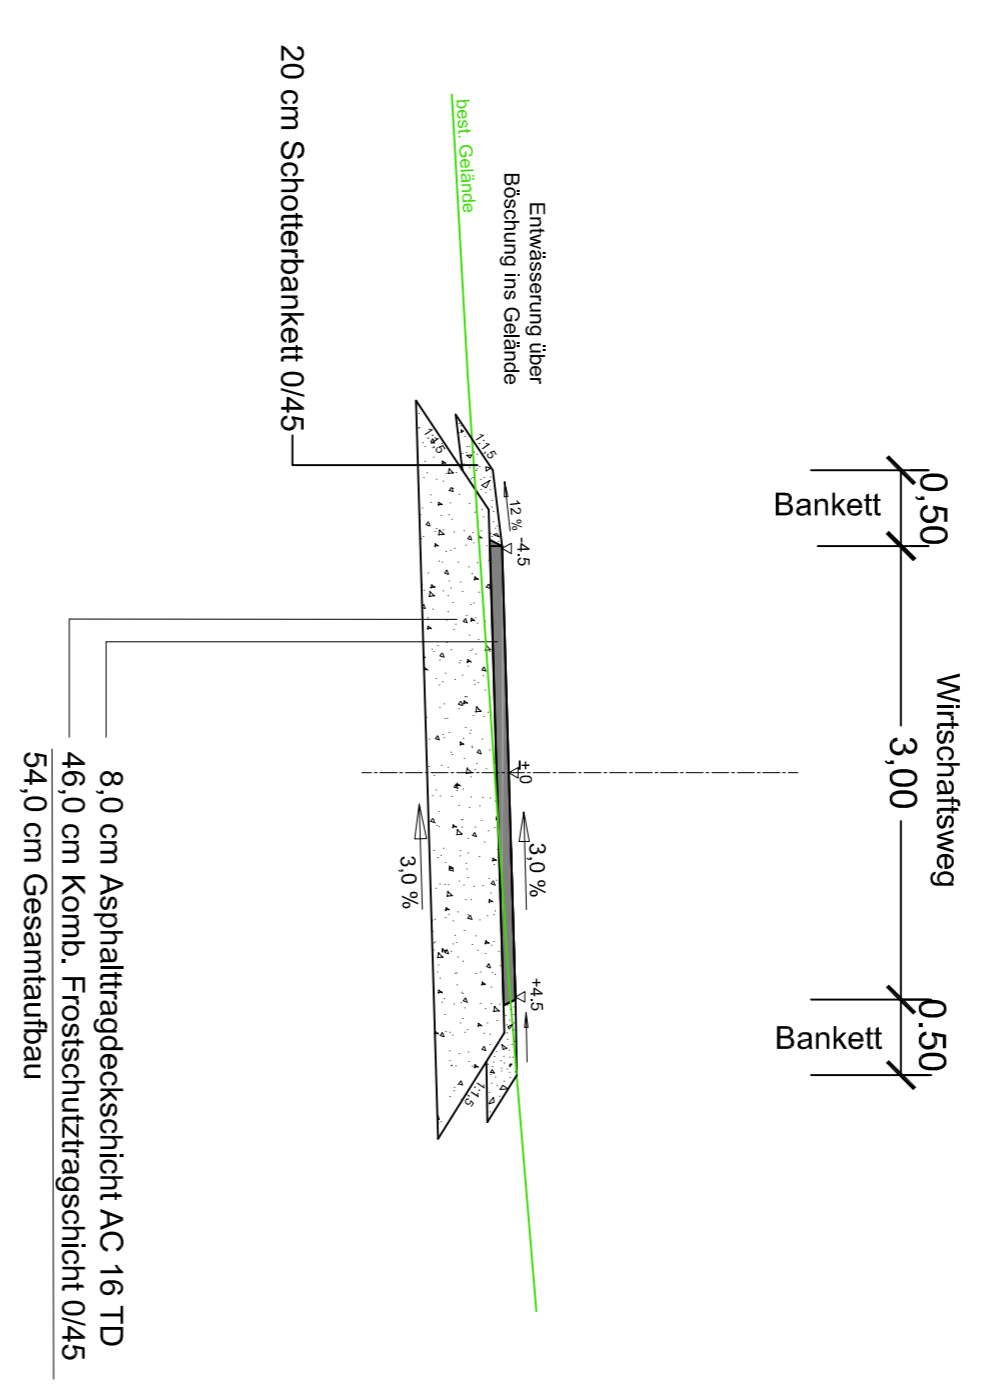 Wirtschaftsweg
0,50
3,00
0.50
Bankett
Bankett
Entwässerung über
Böschung ins Gelände
best. Gelände
12 %
-4.5
±0
+4.5
3,0 %
3,0 %
1:1,5
1:1,5
1:1,5
20 cm Schotterbankett 0/45
8,0 cm Asphalttragdeckschicht AC 16 TD
46,0 cm Komb. Frostschutztragschicht 0/45
54,0 cm Gesamtaufbau